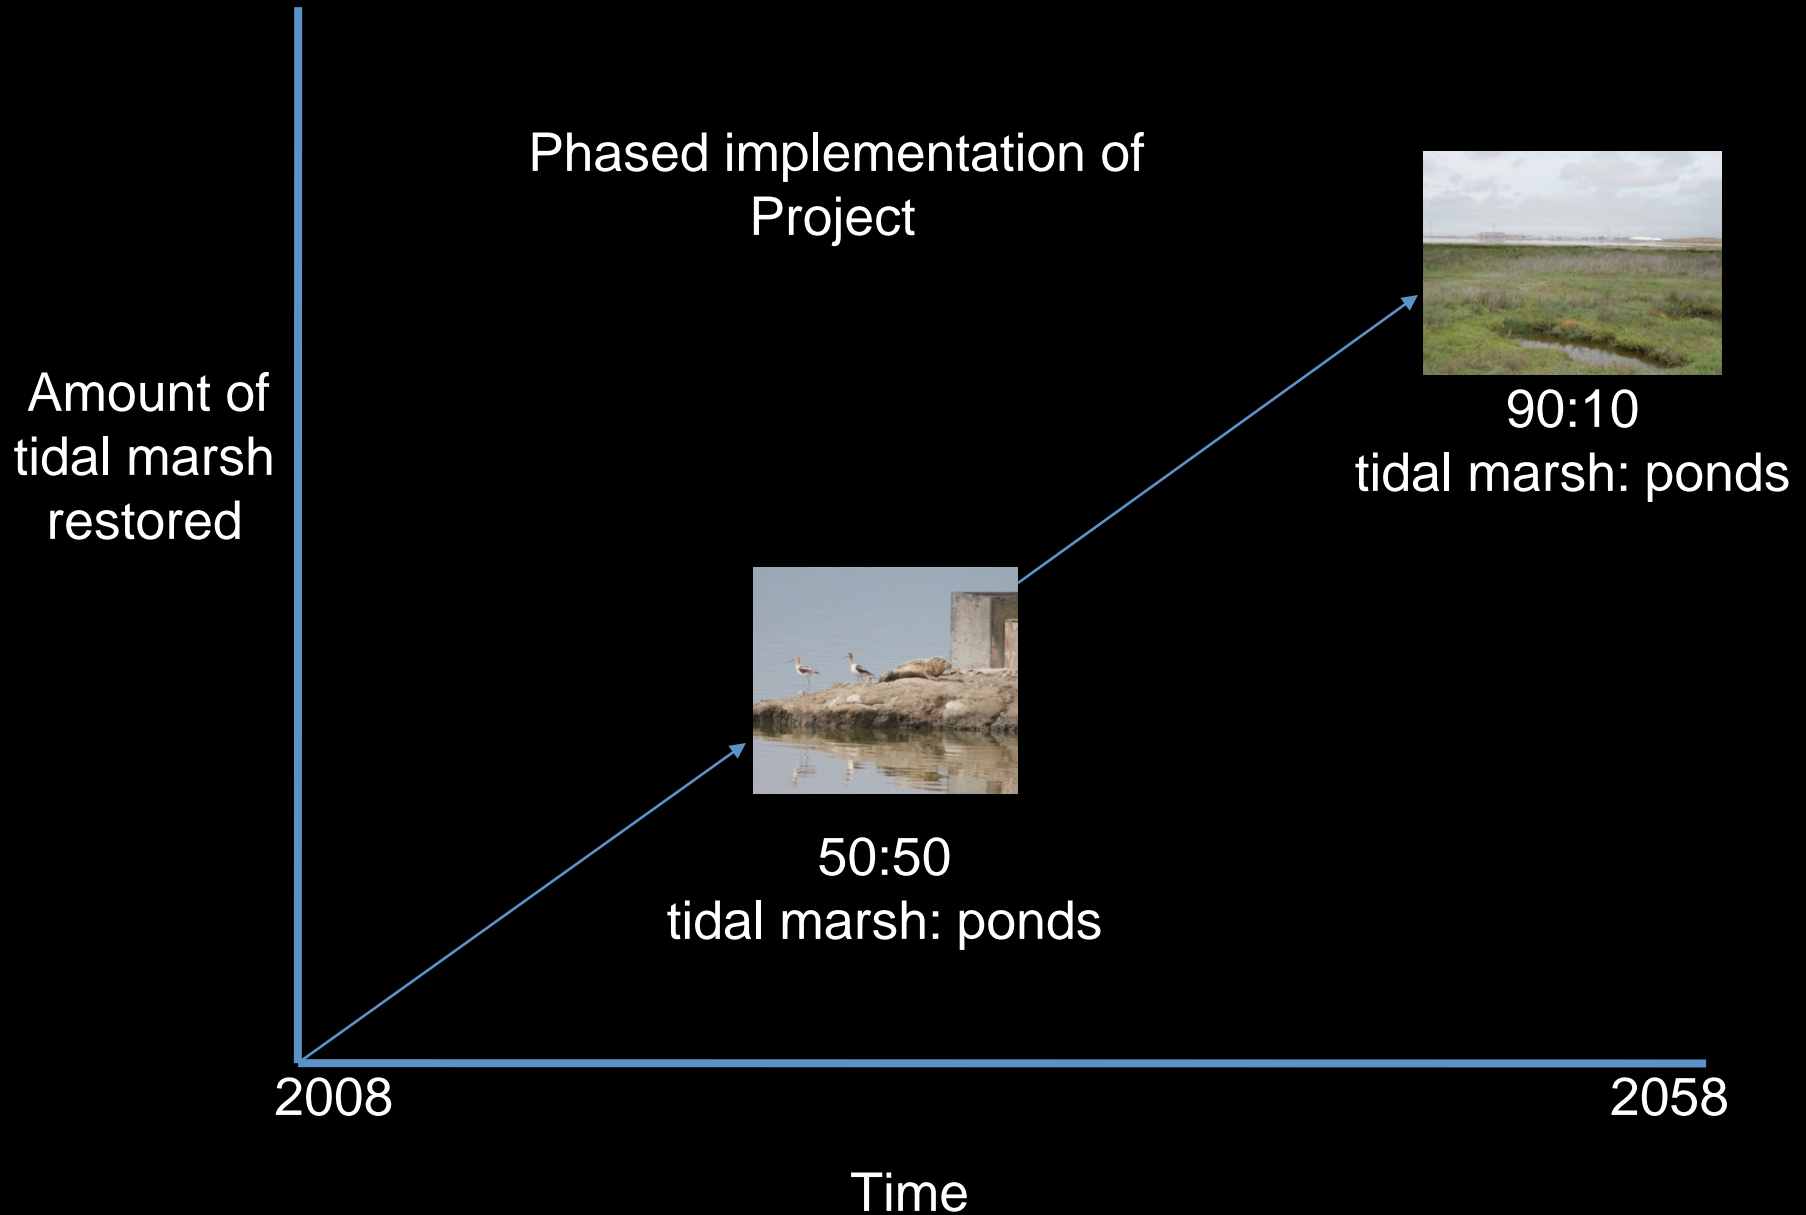 Phased implementation of
Project
Amount of
tidal marsh
restored
90:10
tidal marsh: ponds
50:50
tidal marsh: ponds
2008
2058
Time